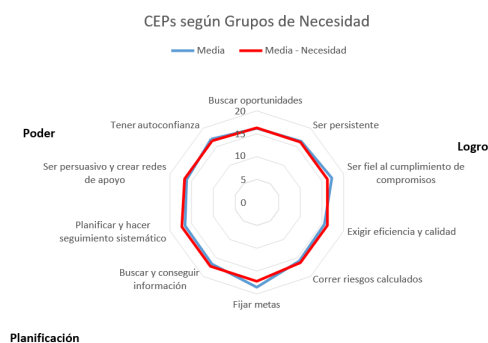 CEPs según Grupos de Necesidad
Media
Media - Necesidad
Buscar oportunidades
20
15
10
5
0
Tener autoconfianza
Ser persistente
Poder
Logro
Ser persuasivo y crear redes
de apoyo
Ser fiel al cumplimiento de
compromisos
Planificar y hacer
seguimiento sistemático
Exigir eficiencia y calidad
Buscar y conseguir
información
Correr riesgos calculados
Fijar metas
Planificación